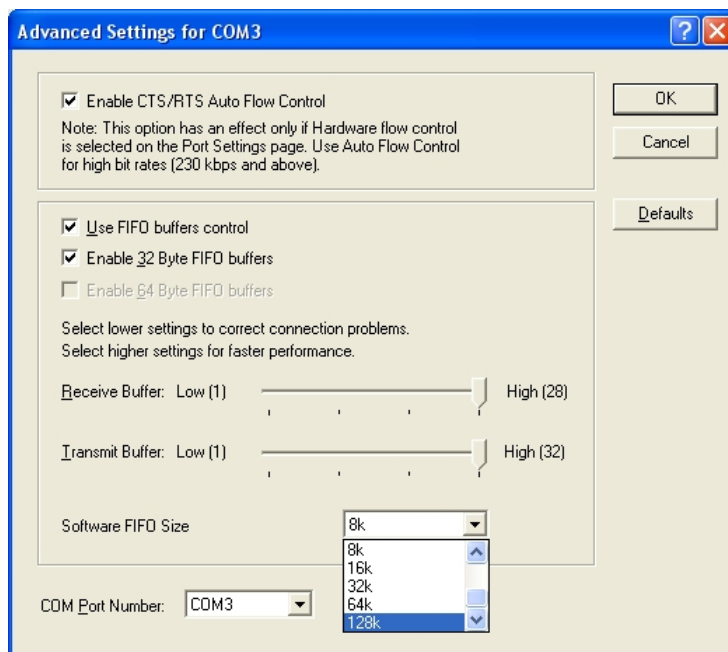 Advanced Settings for COM3
Enable CTS/RTS Auto Flow Control
Note: This option has an effect only if Hardware flow control
is selected on the Port Settings page. Use Auto Flow Control
for high bit rates (230 kbps and above).
OK
Cancel
Defaults
Use FIFO buffers control
Enable 32 Byte FIFO buffers
Enable 64 Byte FIFO buffers
Select lower settings to correct connection problems.
Select higher settings for faster performance.
Receive Buffer: Low (1) High (28)
Transmit Buffer: Low (1) High (32)
Software FIFO Size 8k
8k
16k
32k
64k
128k
COM Port Number: COM3